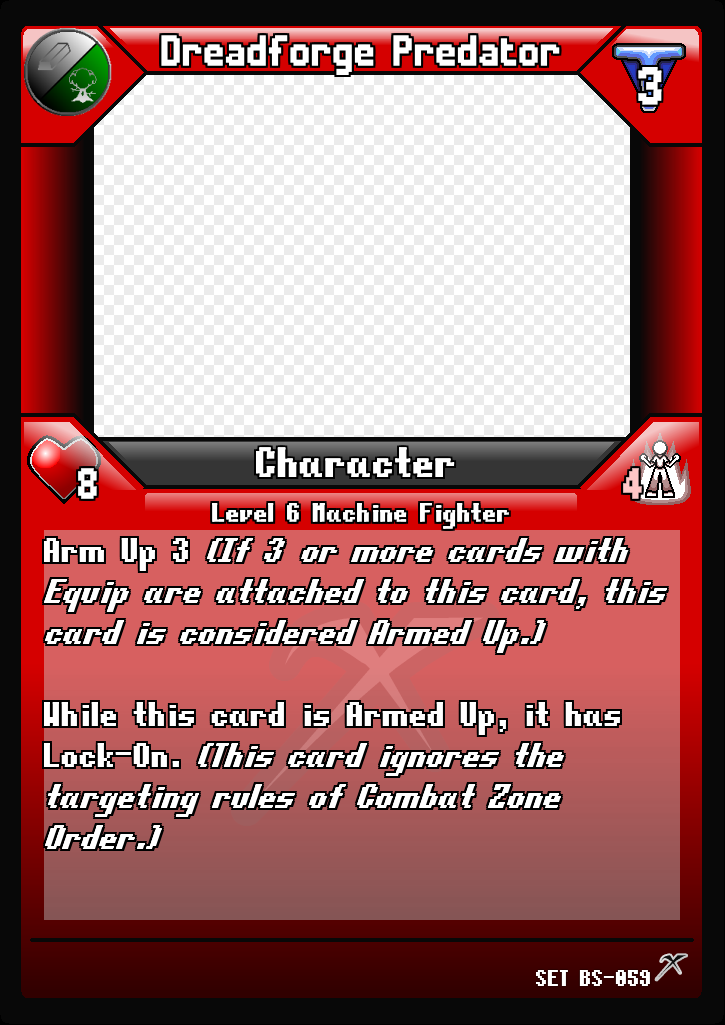 Dreadforge Predator
3
Character
8
4
Level 6 Machine Fighter
Arm Up 3 (If 3 or more cards with
Equip are attached to this card, this
card is considered Armed Up.)
While this card is Armed Up, it has
Lock-On. (This card ignores the
targeting rules of Combat Zone
Order.)
SET BS-059